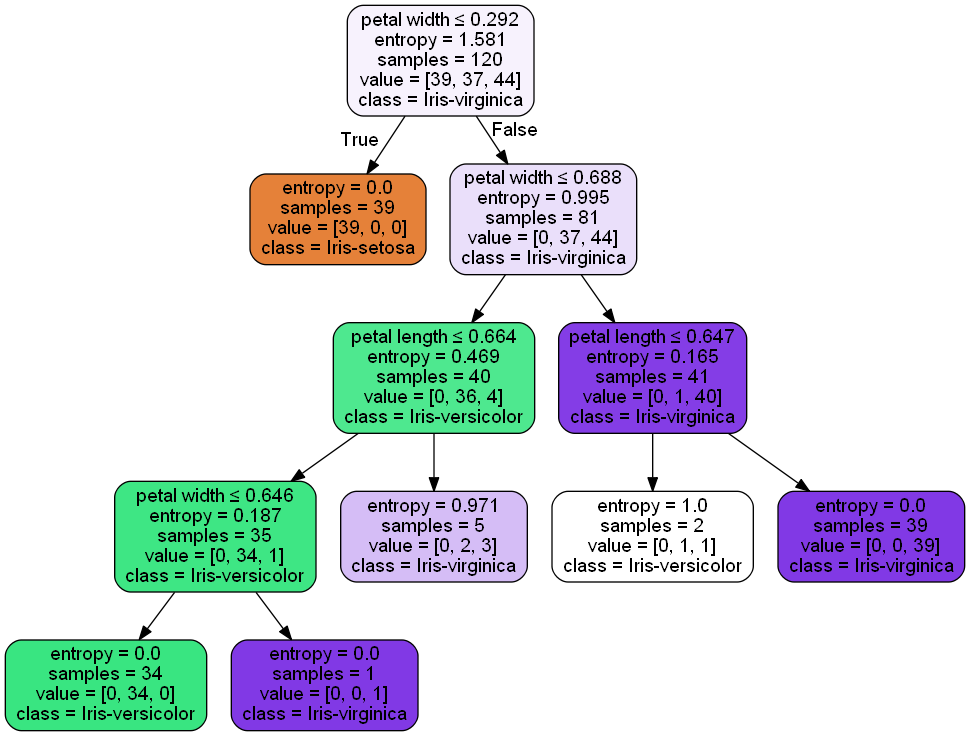 petal width ≤ 0.292
entropy = 1.581
samples = 120
value = [39, 37, 44]
class = Iris-virginica
True
False
entropy = 0.0
samples = 39
value = [39, 0, 0]
class = Iris-setosa
petal width ≤ 0.688
entropy = 0.995
samples = 81
value = [0, 37, 44]
class = Iris-virginica
petal length ≤ 0.664
entropy = 0.469
samples = 40
value = [0, 36, 4]
class = Iris-versicolor
petal length ≤ 0.647
entropy = 0.165
samples = 41
value = [0, 1, 40]
class = Iris-virginica
petal width ≤ 0.646
entropy = 0.187
samples = 35
value = [0, 34, 1]
class = Iris-versicolor
entropy = 0.971
samples = 5
value = [0, 2, 3]
class = Iris-virginica
entropy = 1.0
samples = 2
value = [0, 1, 1]
class = Iris-versicolor
entropy = 0.0
samples = 39
value = [0, 0, 39]
class = Iris-virginica
entropy = 0.0
samples = 34
value = [0, 34, 0]
class = Iris-versicolor
entropy = 0.0
samples = 1
value = [0, 0, 1]
class = Iris-virginica